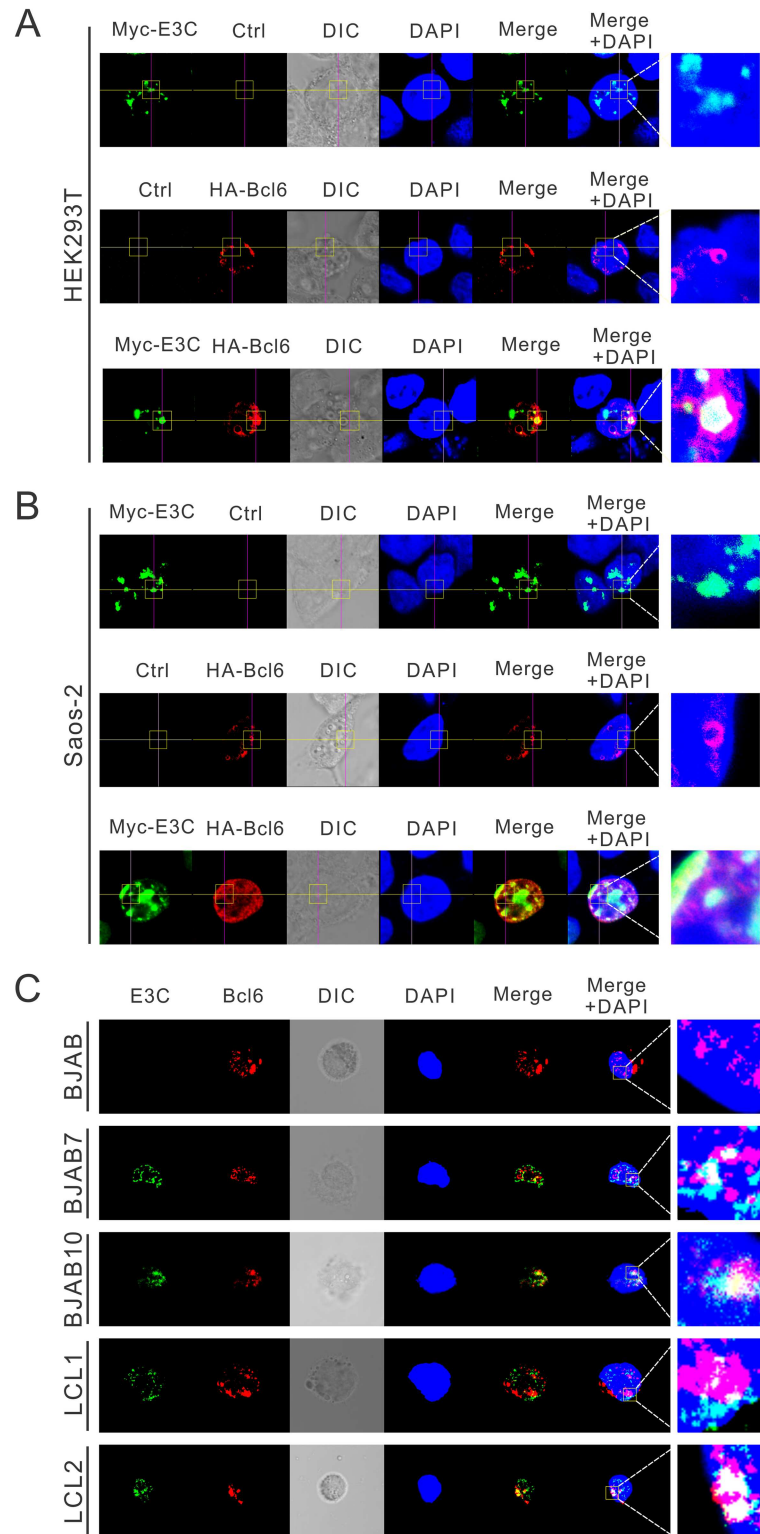 A
Myc-E3C Ctrl DIC DAPI Merge Merge
+DAPI
HEK293T
Ctrl HA-Bcl6 DIC DAPI Merge Merge
+DAPI
Myc-E3C HA-Bcl6 DIC DAPI Merge Merge
+DAPI
B
Myc-E3C Ctrl DIC DAPI Merge Merge
+DAPI
Saos-2
Ctrl HA-Bcl6 DIC DAPI Merge Merge
+DAPI
Myc-E3C HA-Bcl6 DIC DAPI Merge Merge
+DAPI
C
E3C Bcl6 DIC DAPI Merge Merge
+DAPI
BJAB
BJAB7
BJAB10
LCL1
LCL2